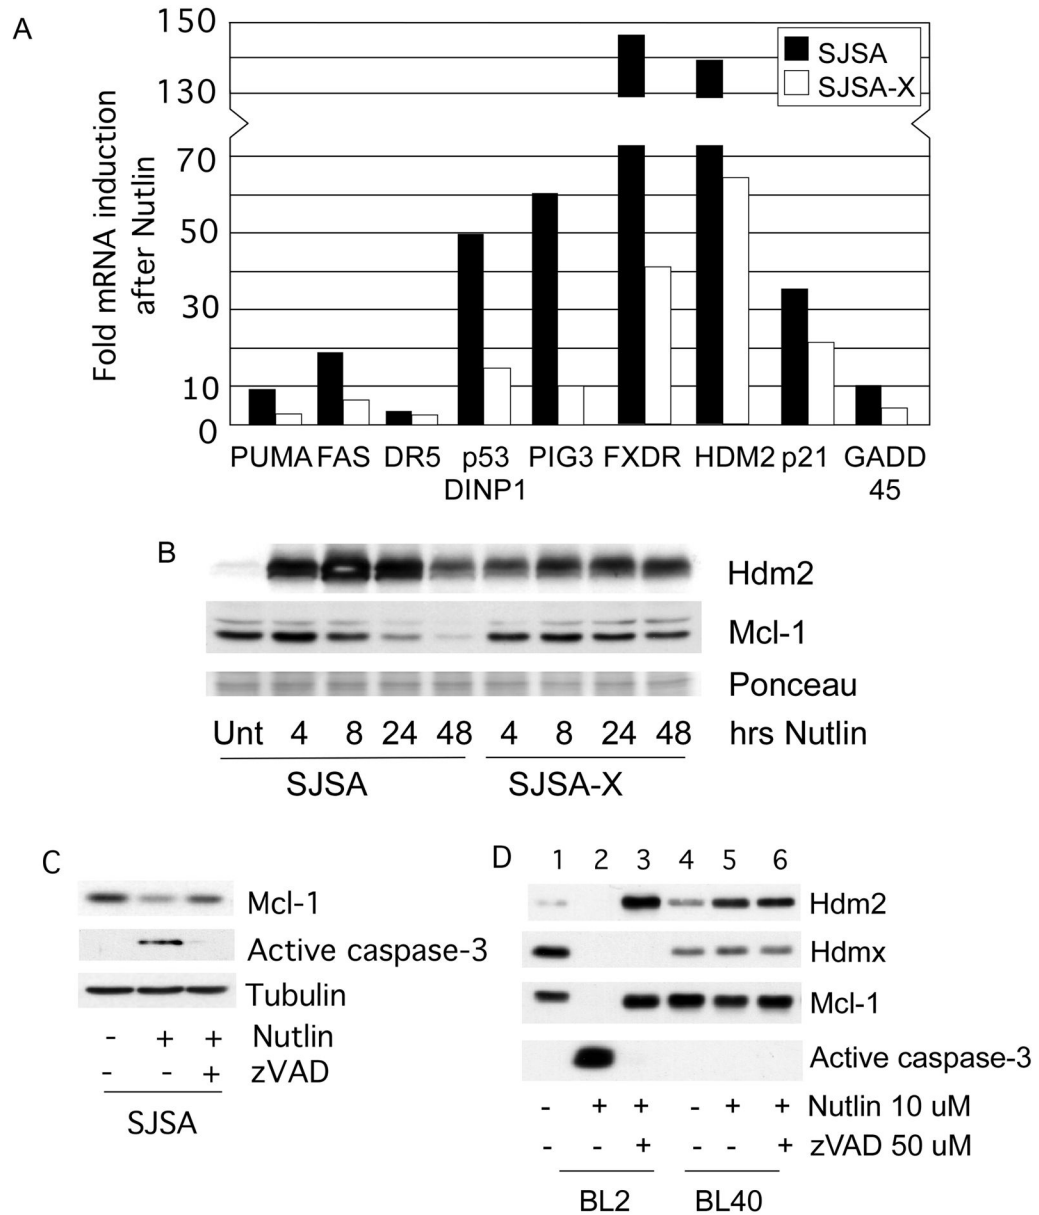 A
Fold mRNA induction
after Nutlin
150
130
70
50
30
10
0
SJSA
SJSA-X
PUMA FAS DR5 p53 PIG3 FXDR HDM2 p21 GADD
DINP1 45
B
Hdm2
Mcl-1
Ponceau
Unt 4 8 24 48 4 8 24 48 hrs Nutlin
SJSA SJSA-X
C
Mcl-1
Active caspase-3
Tubulin
- + + Nutlin
- - + zVAD
SJSA
D 1 2 3 4 5 6
Hdm2
Hdmx
Mcl-1
Active caspase-3
- + + - + + Nutlin 10 uM
- - + - - + zVAD 50 uM
BL2 BL40